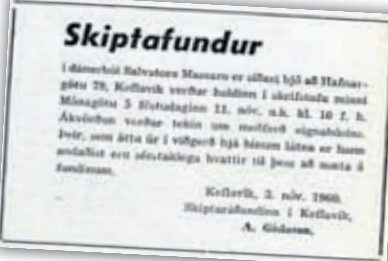 Skiptafundur
í dánarbúi Salvatore Massaro er síðast bjó að Hafnar-
götu 79, Keflavík verður haldinn í skrifstofu minni
Mánagötu 5 föstudaginn 11. nóv. n.k. kl. 10 f. h.
Ákvörðun verður tekin um meðferð eignabúsins.
Þeir, sem áttu úr í viðgerð hjá hinum látna er hann
andaðist eru sérstaklega hvattir til þess að mæta á
fundinum.
Keflavík, 3. nóv. 1960.
Skiptaráðandinn í Keflavík,
A. Gíslason.